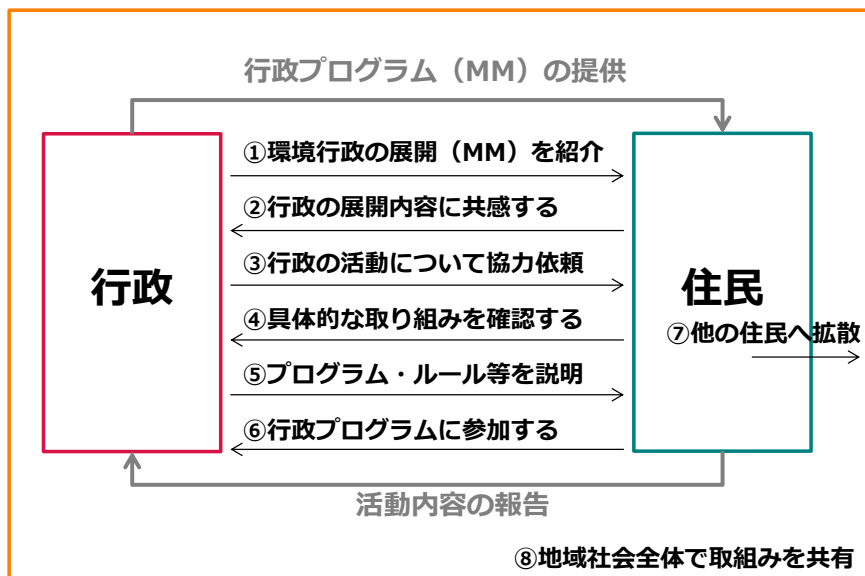 行政プログラム（MM）の提供
①環境行政の展開（MM）を紹介
②行政の展開内容に共感する
③行政の活動について協力依頼
行政
住民
④具体的な取り組みを確認する
⑦他の住民へ拡散
⑤プログラム・ルール等を説明
⑥行政プログラムに参加する
活動内容の報告
⑧地域社会全体で取組みを共有